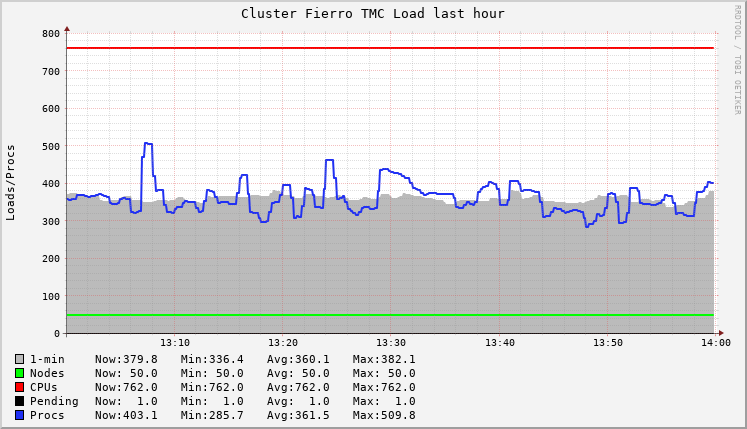 Cluster Fierro TMC Load last hour
RRDTOOL / TOBI OETIKER
Loads/Procs
800
700
600
500
400
300
200
100
0
13:10 13:20 13:30 13:40 13:50 14:00
1-min Now:379.8 Min:336.4 Avg:360.1 Max:382.1
Nodes Now: 50.0 Min: 50.0 Avg: 50.0 Max: 50.0
CPUs Now:762.0 Min:762.0 Avg:762.0 Max:762.0
Pending Now: 1.0 Min: 1.0 Avg: 1.0 Max: 1.0
Procs Now:403.1 Min:285.7 Avg:361.5 Max:509.8